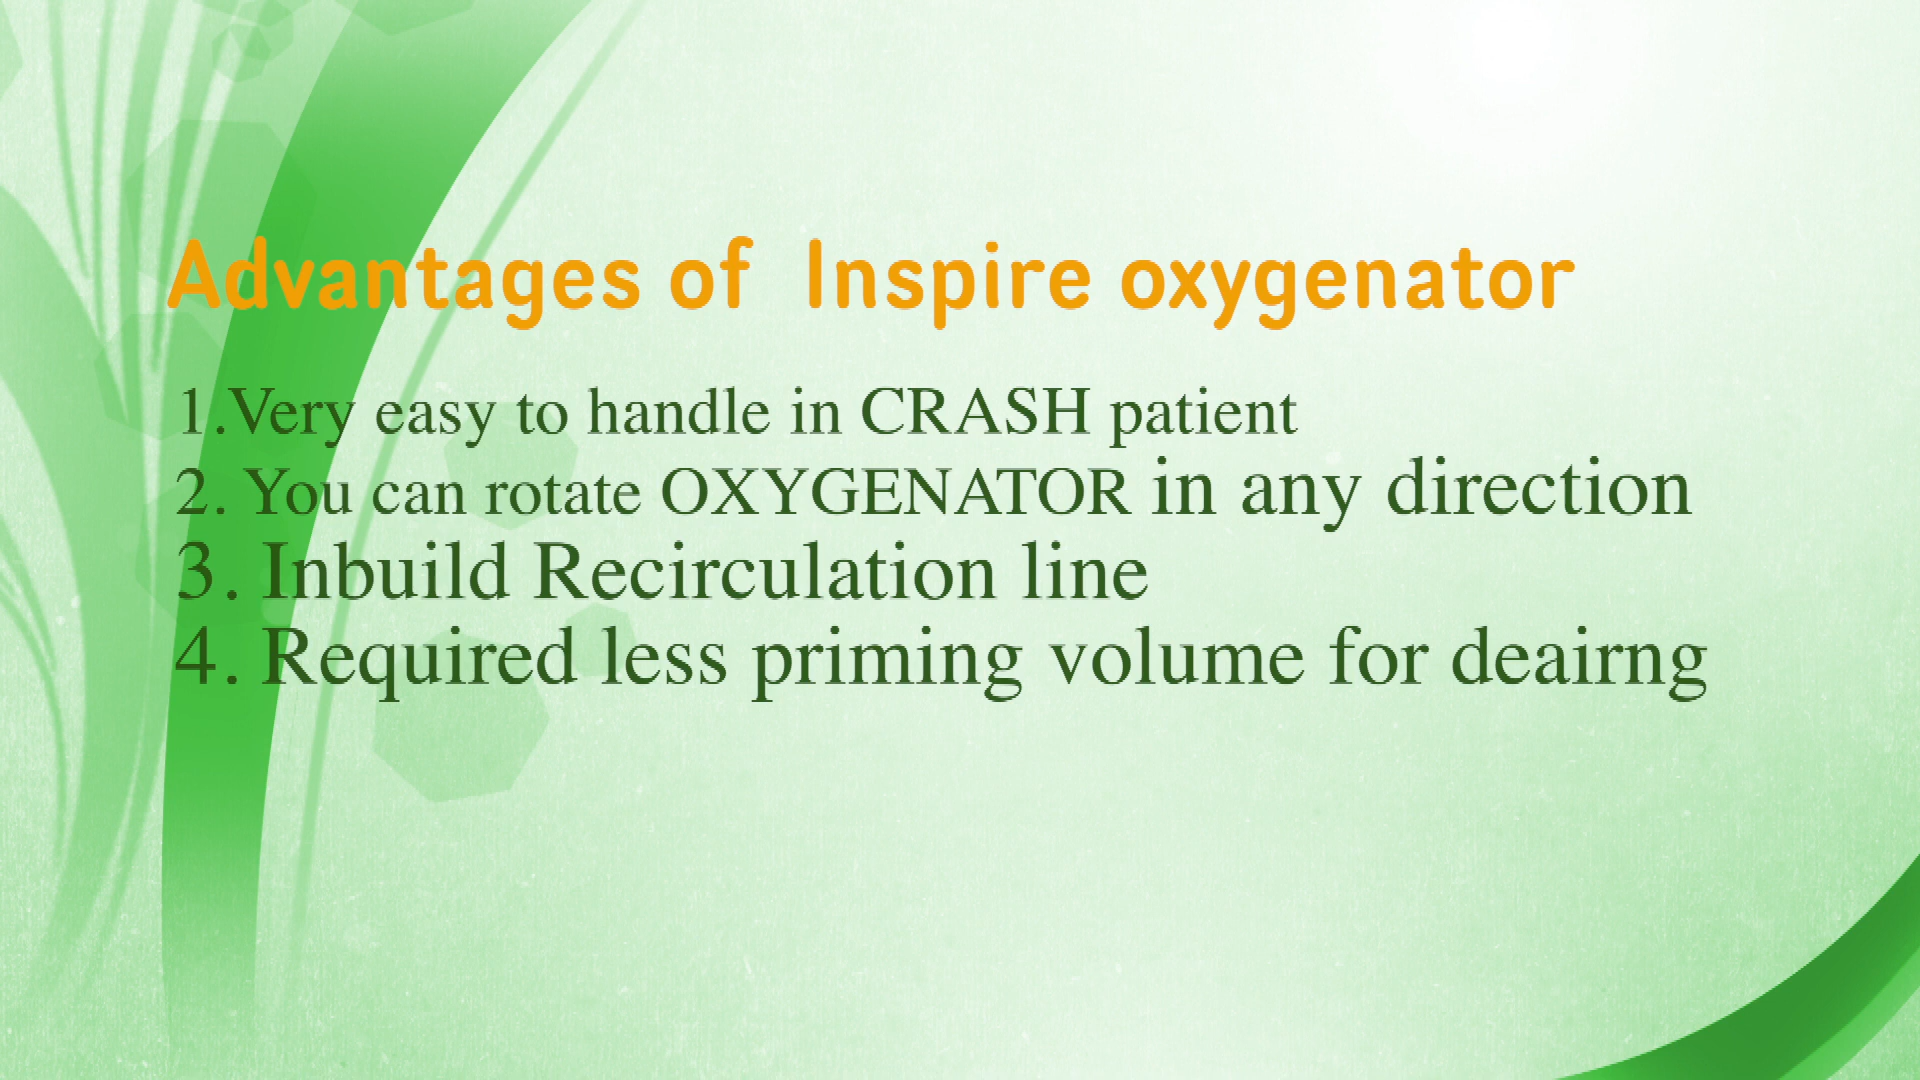 Advantages of  Inspire oxygenator
1.Very easy to handle in CRASH patient
2. You can rotate OXYGENATOR in any direction
3. Inbuild Recirculation line
4. Required less priming volume for deairng